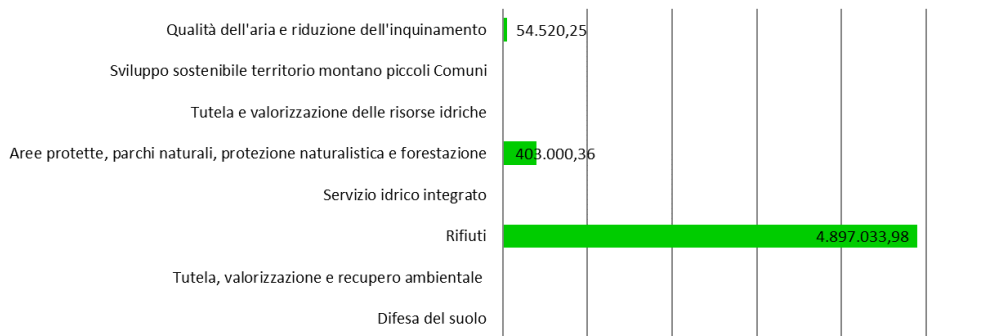 Qualità dell'aria e riduzione dell'inquinamento 54.520,25
Sviluppo sostenibile territorio montano piccoli Comuni
Tutela e valorizzazione delle risorse idriche
Aree protette, parchi naturali, protezione naturalistica e forestazione 403.000,36
Servizio idrico integrato
Rifiuti 4.897.033,98
Tutela, valorizzazione e recupero ambientale
Difesa del suolo